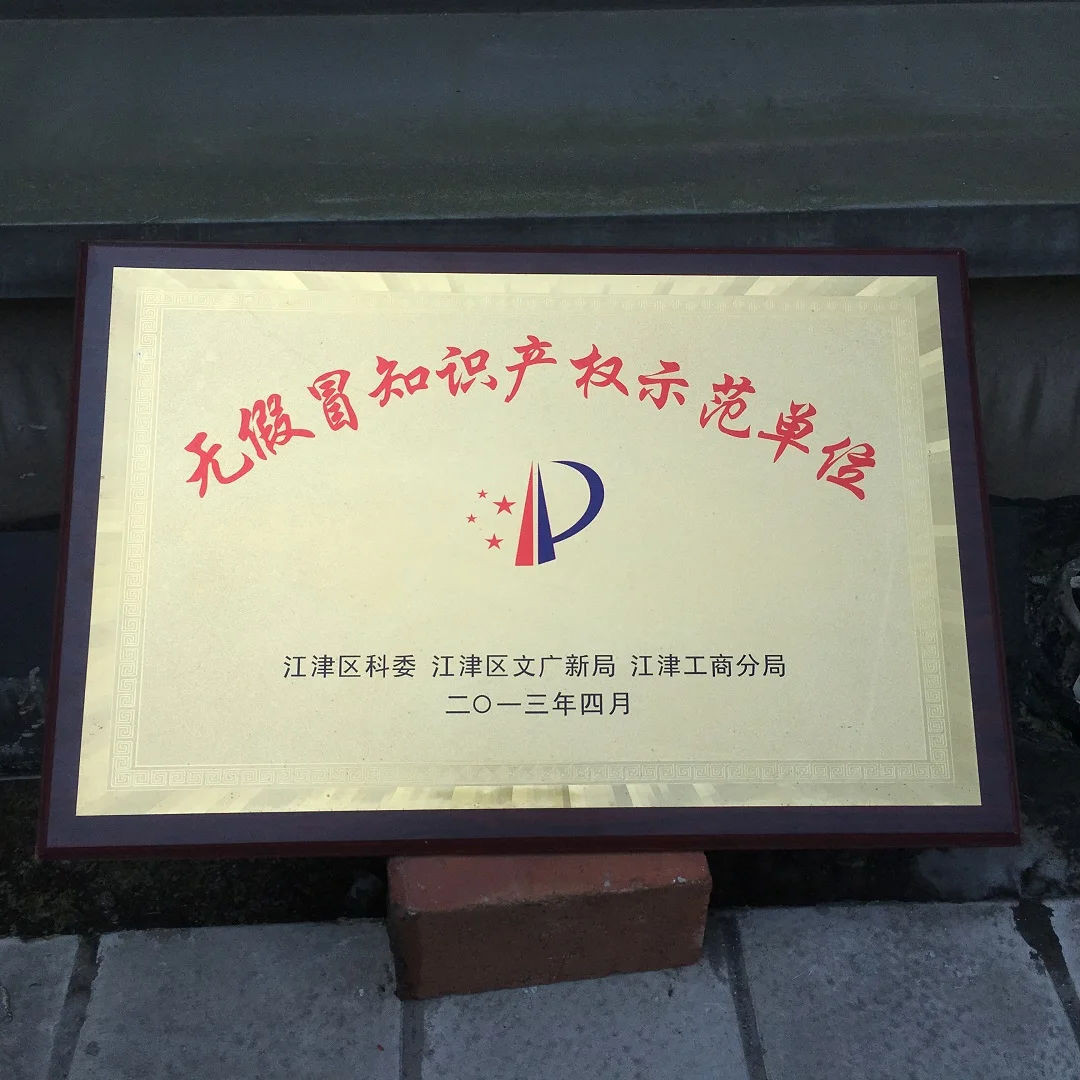 无假冒知识产权示范单位
江津区科委 江津区文广新局 江津工商分局
二〇一三年四月